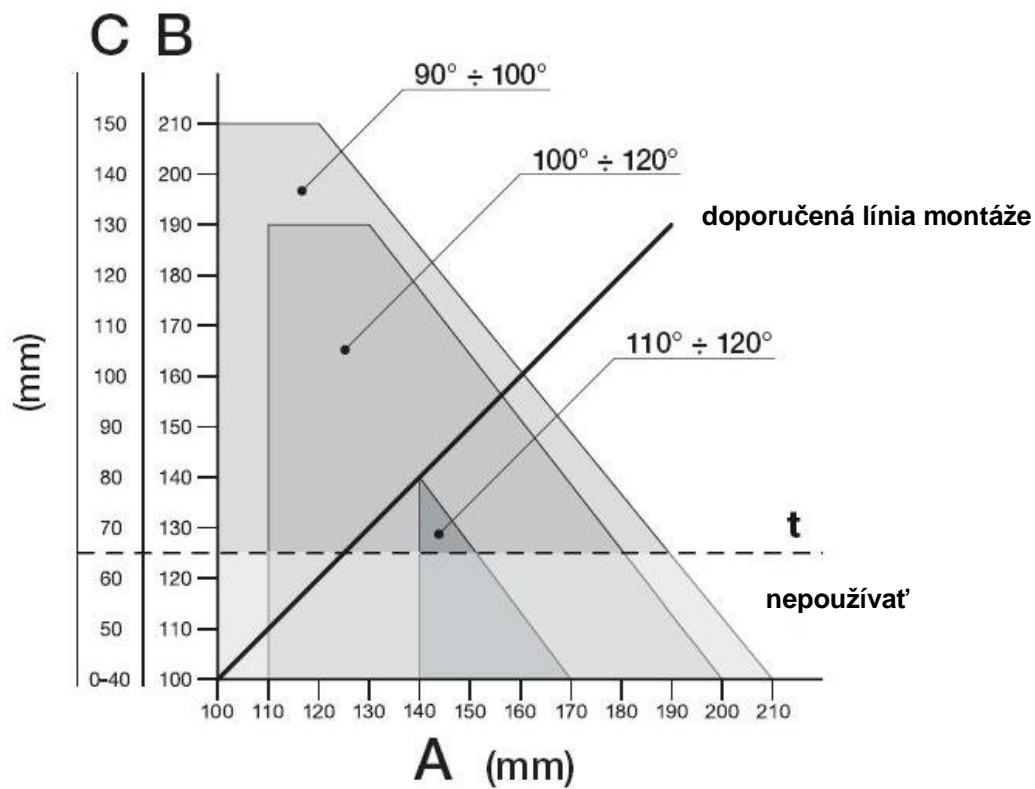 C B
90° ÷ 100°
150 210
100° ÷ 120°
140 200
doporučená línia montáže
130 190
120 180
110° ÷ 120°
110 170
(mm)
100 160
90 150
80 140
t
70 130
nepoužívať
60 120
50 110
0-40 100
100 110 120 130 140 150 160 170 180 190 200 210
A (mm)